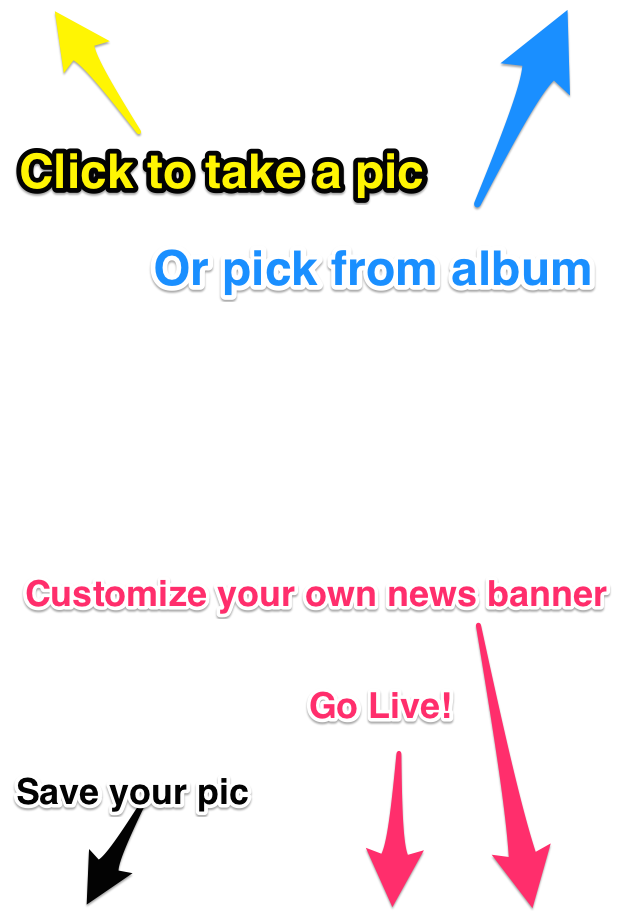 Click to take a pic
Or pick from album
Customize your own news banner
Go Live!
Save your pic